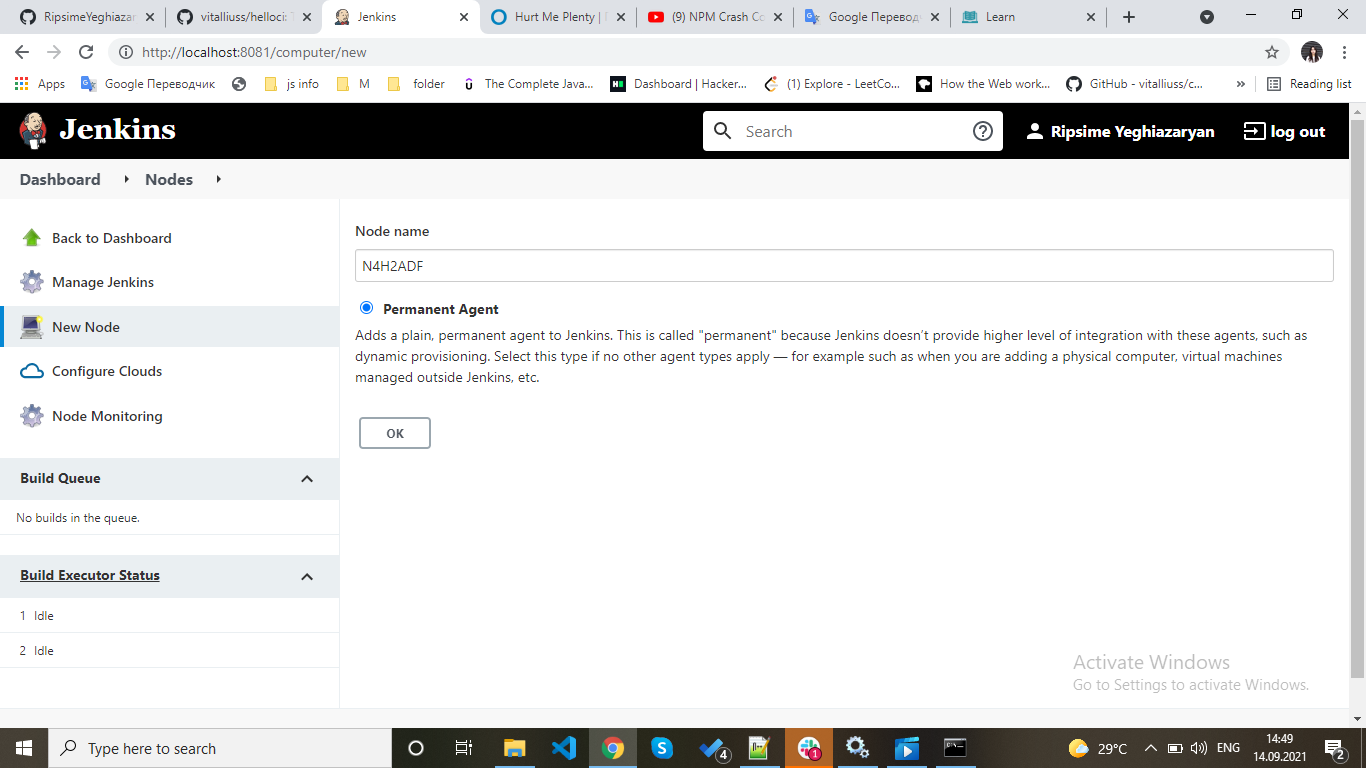 RipsimeYeghiazar
vitalliuss/helloci: T
Jenkins
Hurt Me Plenty |
(9) NPM Crash Co
Google Перевод
Learn
http://localhost:8081/computer/new
Apps
Google Переводчик
js info
M
folder
The Complete Java...
Dashboard | Hacker...
(1) Explore - LeetCo...
How the Web work...
GitHub - vitalliuss/c...
»
Reading list
Jenkins
Search
Ripsime Yeghiazaryan
log out
Dashboard
Nodes
Back to Dashboard
Manage Jenkins
New Node
Configure Clouds
Node Monitoring
Build Queue
No builds in the queue.
Build Executor Status
1 Idle
2 Idle
Node name
N4H2ADF
Permanent Agent
Adds a plain, permanent agent to Jenkins. This is called "permanent" because Jenkins doesn't provide higher level of integration with these agents, such as
dynamic provisioning. Select this type if no other agent types apply — for example such as when you are adding a physical computer, virtual machines
managed outside Jenkins, etc.
OK
Activate Windows
Go to Settings to activate Windows.
Type here to search
4
1
29°C
ENG
14:49
14.09.2021
2